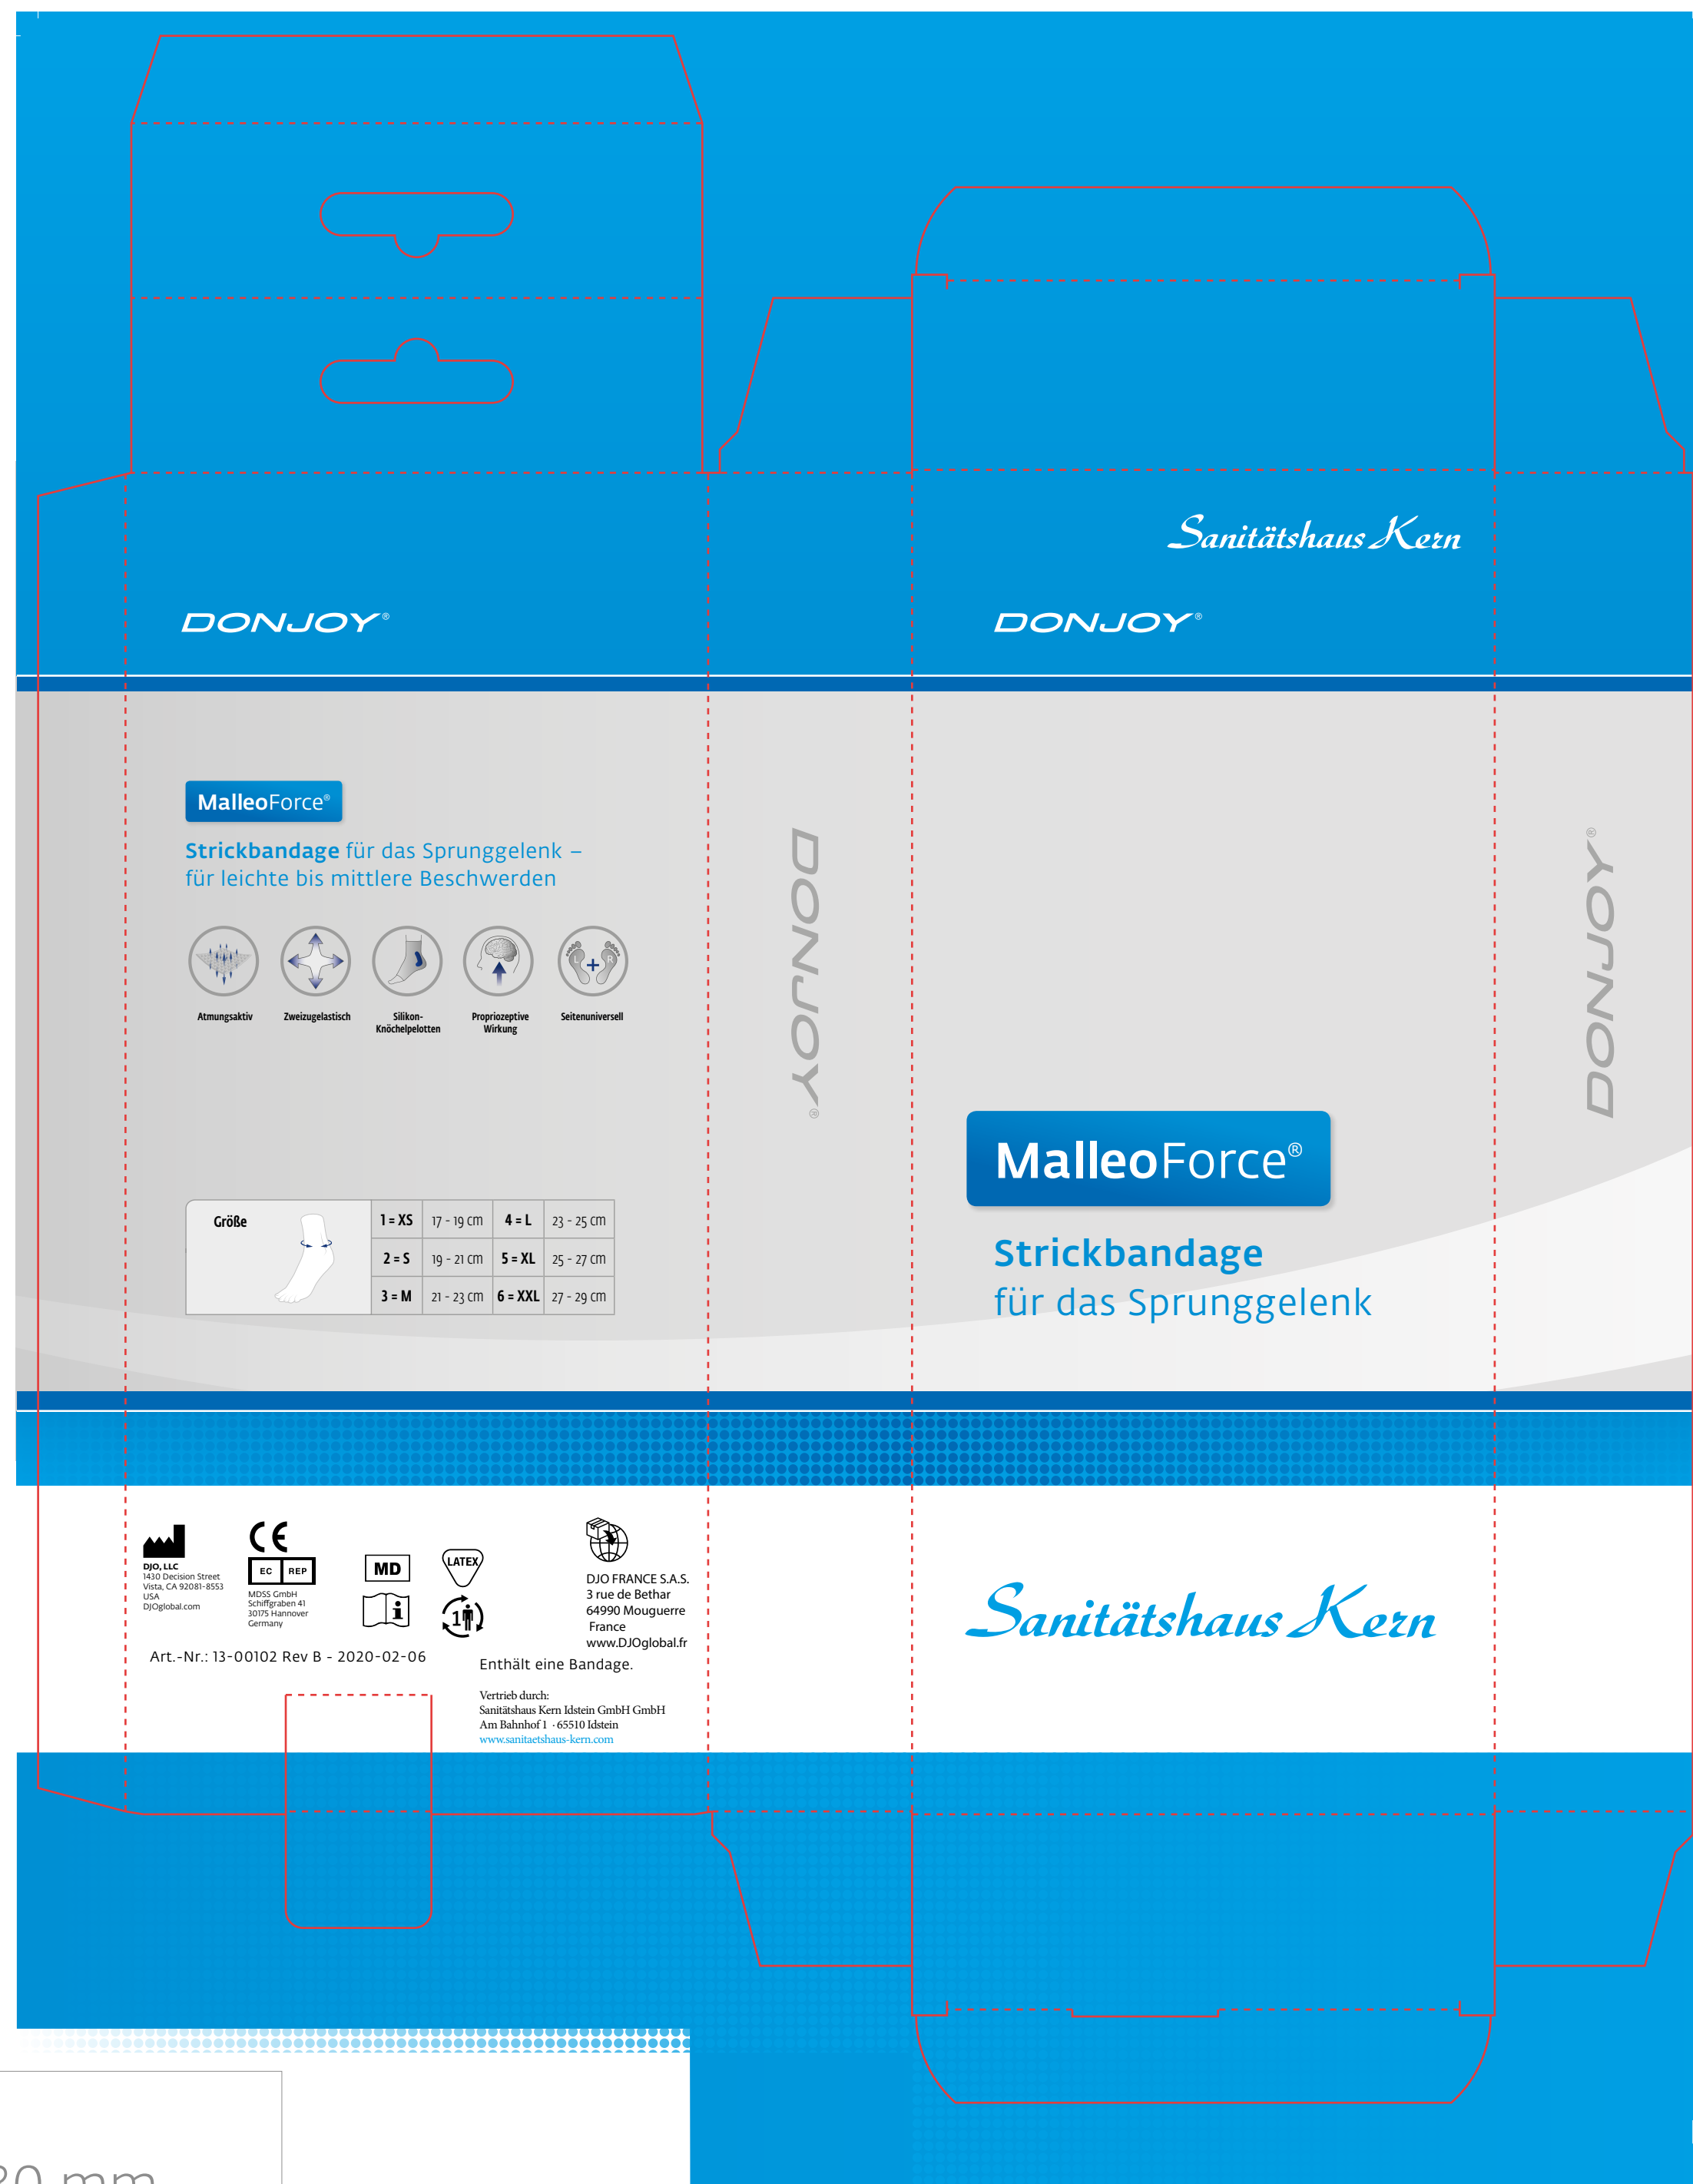 Sanitätshaus Kern
DONJOY®
DONJOY®
MalleoForce®
Strickbandage für das Sprunggelenk –
für leichte bis mittlere Beschwerden
L + R
Atmungsaktiv
Zweizugelastisch
Silikon-
Knöchelpelotten
Propriozeptive
Wirkung
Seitenuniversell
Größe
1 = XS 17 - 19 cm 4 = L 23 - 25 cm
2 = S 19 - 21 cm 5 = XL 25 - 27 cm
3 = M 21 - 23 cm 6 = XXL 27 - 29 cm
DONJOY®
MalleoForce®
Strickbandage
für das Sprunggelenk
DONJOY®
DJO, LLC
1430 Decision Street
Vista, CA 92081-8553
USA
DJOglobal.com
CE
EC REP
MDSS GmbH
Schiffgraben 41
30175 Hannover
Germany
MD
i
LATEX
1
DJO FRANCE S.A.S.
3 rue de Bethar
64990 Mouguerre
France
www.DJOglobal.fr
Art.-Nr.: 13-00102 Rev B - 2020-02-06
Enthält eine Bandage.
Vertrieb durch:
Sanitätshaus Kern Idstein GmbH GmbH
Am Bahnhof 1 · 65510 Idstein
www.sanitaetshaus-kern.com
Sanitätshaus Kern
mm